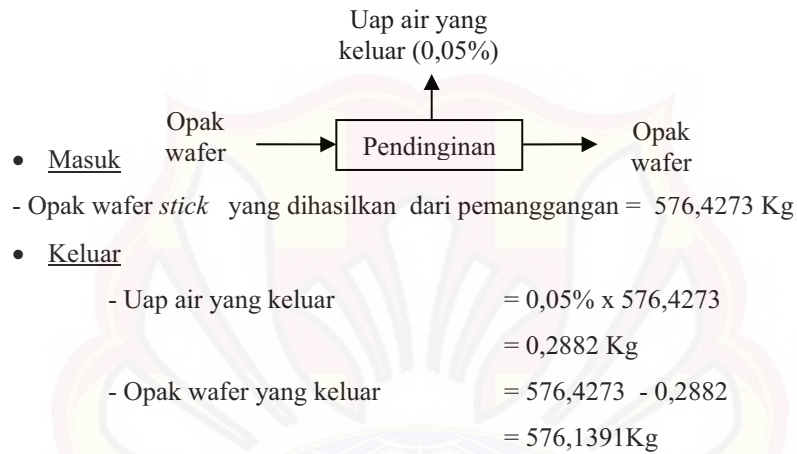 Uap air yang
keluar (0,05%)
Opak
wafer
Pendinginan
Opak
wafer
• Masuk
- Opak wafer stick yang dihasilkan dari pemanggangan = 576,4273 Kg
• Keluar
- Uap air yang keluar = 0,05% x 576,4273
= 0,2882 Kg
- Opak wafer yang keluar = 576,4273 - 0,2882
= 576,1391Kg